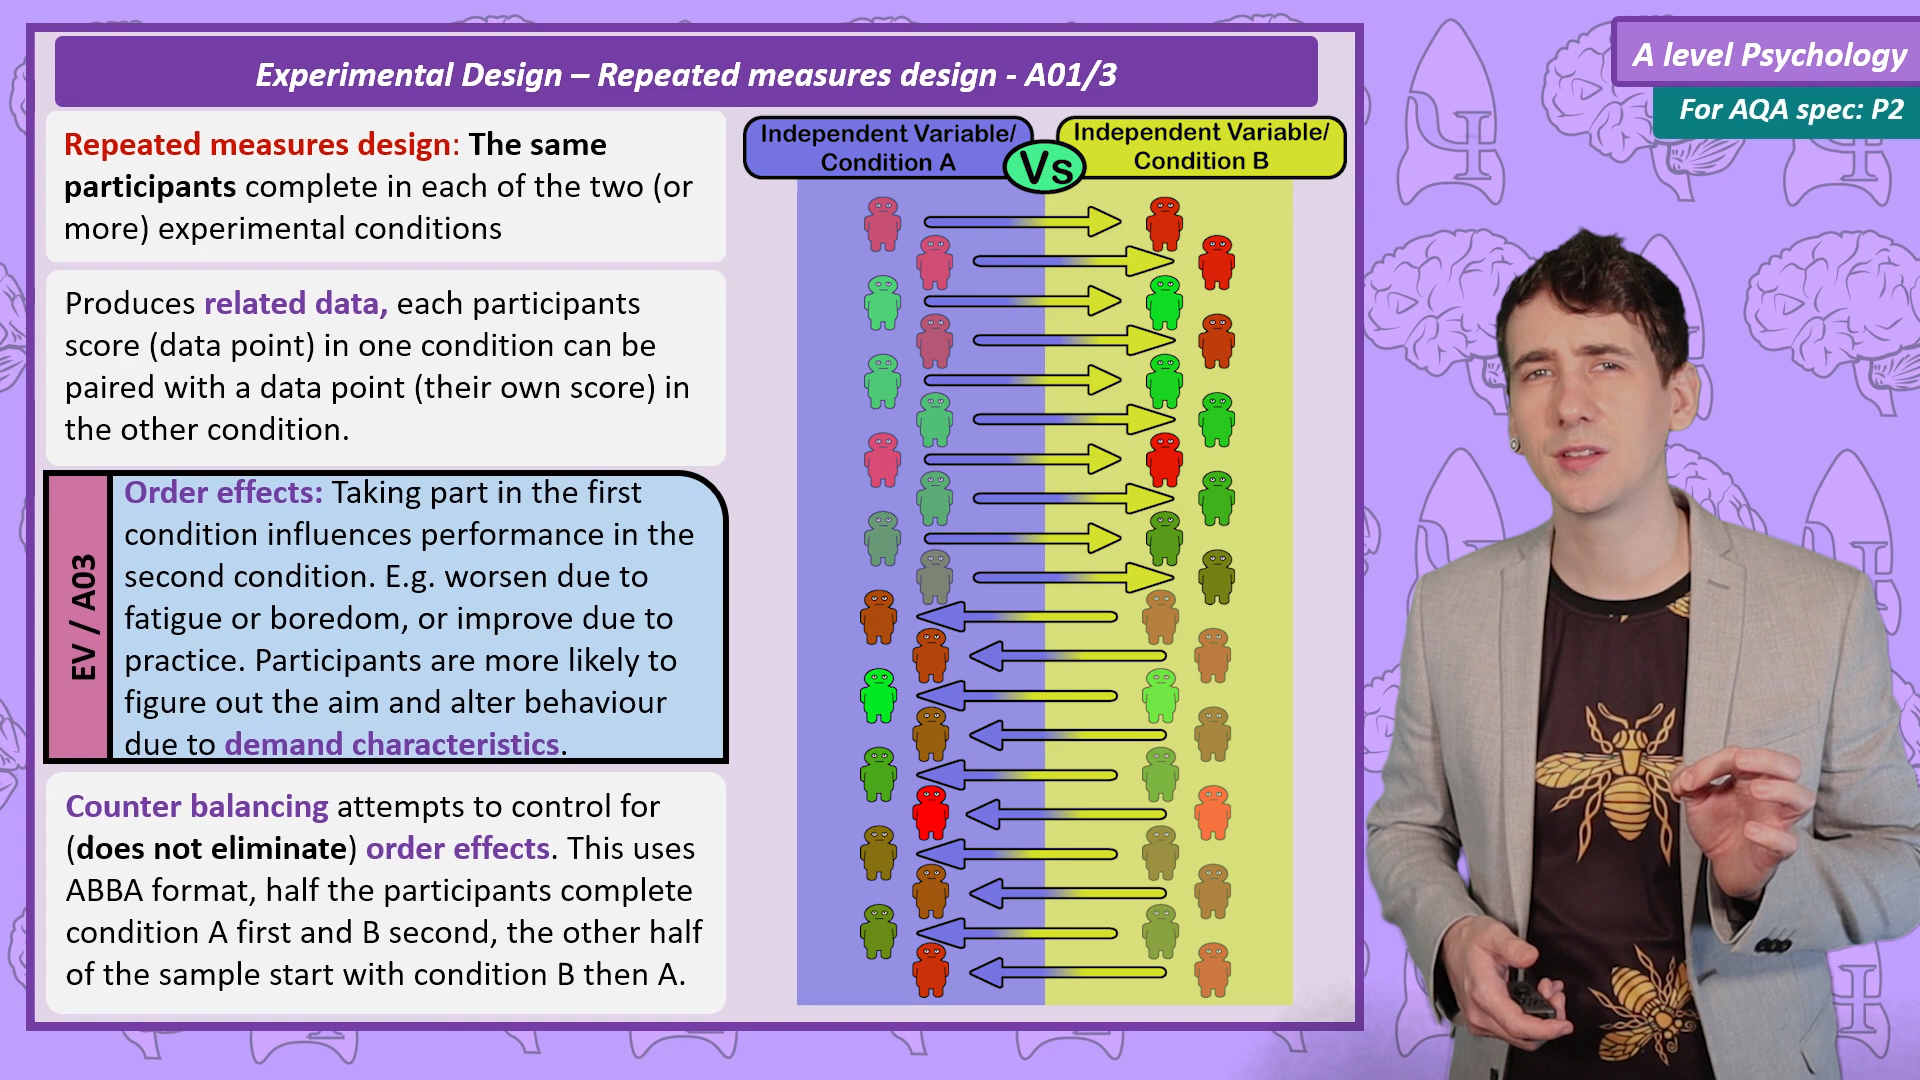 Experimental Design – Repeated measures design - A01/3
A level Psychology
For AQA spec: P2
Repeated measures design: The same
participants complete in each of the two (or
more) experimental conditions
Produces related data, each participants
score (data point) in one condition can be
paired with a data point (their own score) in
the other condition.
EV / A03
Order effects: Taking part in the first
condition influences performance in the
second condition. E.g. worsen due to
fatigue or boredom, or improve due to
practice. Participants are more likely to
figure out the aim and alter behaviour
due to demand characteristics.
Counter balancing attempts to control for
(does not eliminate) order effects. This uses
ABBA format, half the participants complete
condition A first and B second, the other half
of the sample start with condition B then A.
Independent Variable/
Condition A
Vs
Independent Variable/
Condition B